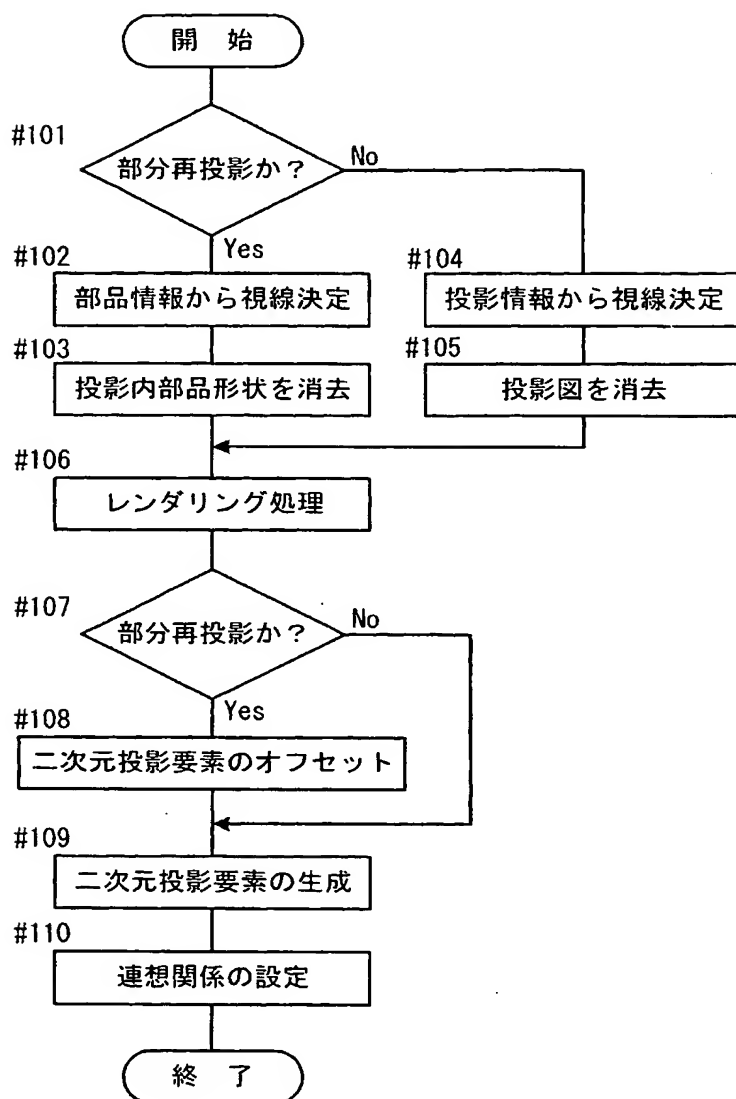 開 始
#101
部分再投影か?
No
Yes
#102
部品情報から視線決定
#104
投影情報から視線決定
#103
投影内部品形状を消去
#105
投影図を消去
#106
レンダリング処理
#107
部分再投影か?
No
Yes
#108
二次元投影要素のオフセット
#109
二次元投影要素の生成
#110
連想関係の設定
終 了